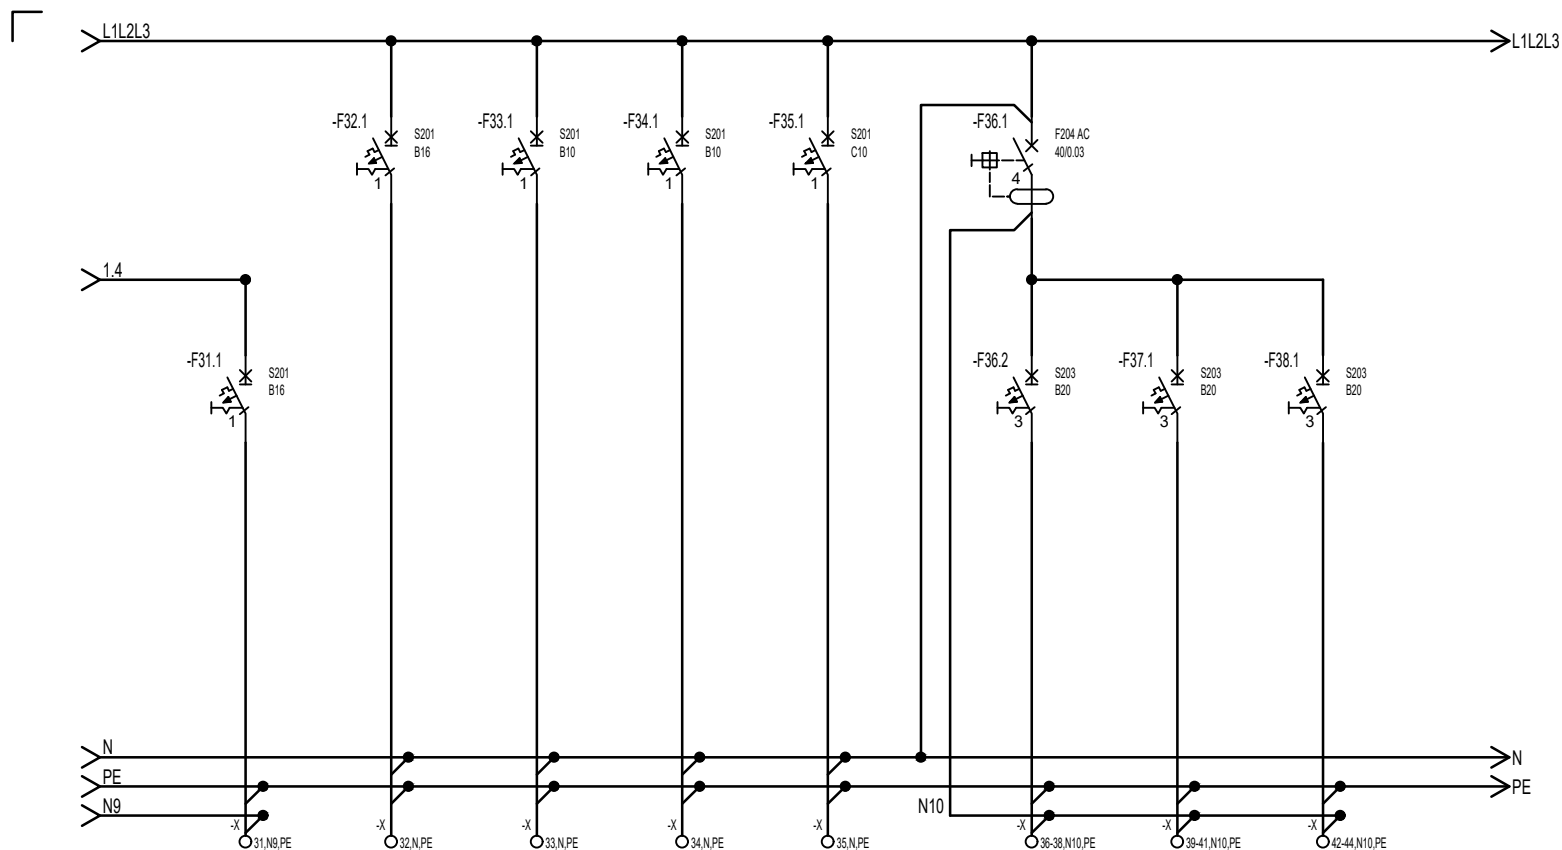 L1L2L3
L1L2L3
-F32.1
S201
B16
1
-F33.1
S201
B10
1
-F34.1
S201
B10
1
-F35.1
S201
C10
1
-F36.1
F204 AC
40/0.03
4
1.4
-F31.1
S201
B16
1
-F36.2
S203
B20
3
-F37.1
S203
B20
3
-F38.1
S203
B20
3
N
N
PE
PE
N9
N10
-X
31,N9,PE
-X
32,N,PE
-X
33,N,PE
-X
34,N,PE
-X
35,N,PE
-X
36-38,N10,PE
-X
39-41,N10,PE
-X
42-44,N10,PE